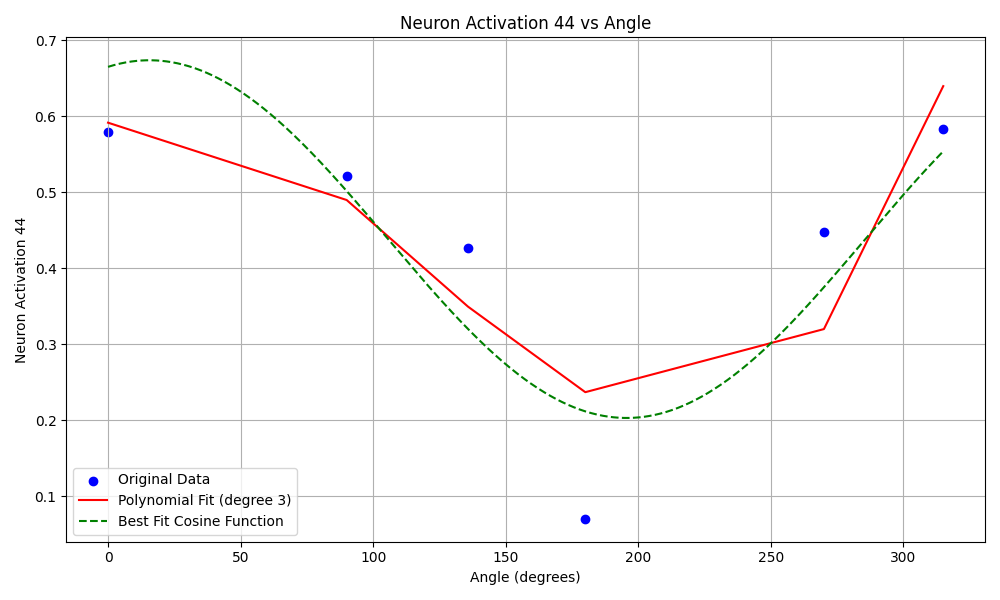 Neuron Activation 44 vs Angle
Neuron Activation 44
0.7
0.6
0.5
0.4
0.3
0.2
0.1
Original Data
Polynomial Fit (degree 3)
Best Fit Cosine Function
0 50 100 150 200 250 300
Angle (degrees)